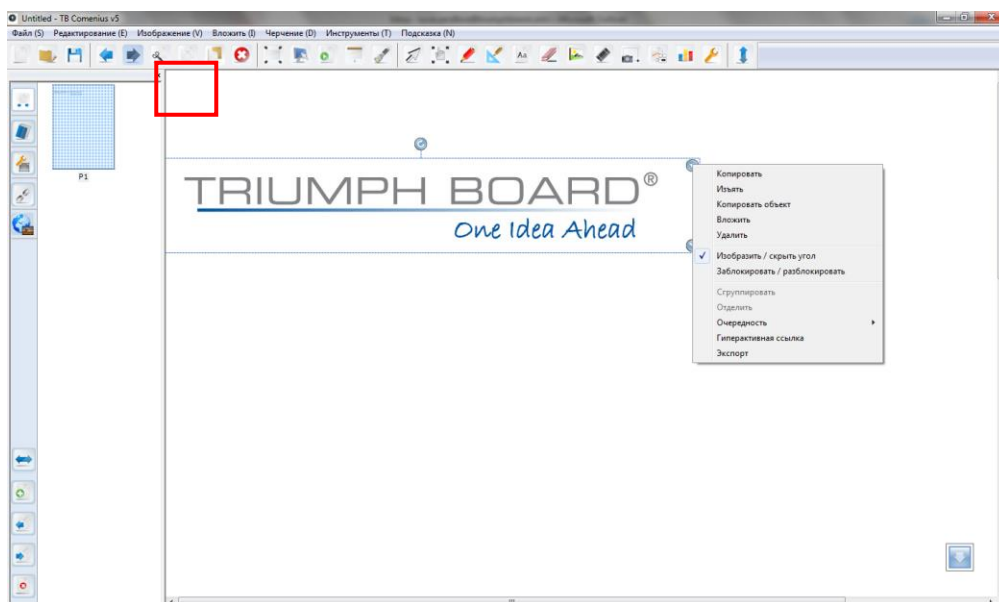 Untitled - TB Comenius v5
Файл (S) Редактирование (E) Изображение (V) Вложить (I) Черчение (D) Инструменты (T) Подсказка (N)
Aa
x
P1
TRIUMPH BOARD®
One Idea Ahead
Копировать
Изъять
Копировать объект
Вложить
Удалить
Изобразить / скрыть угол
Заблокировать / разблокировать
Сгруппировать
Отделить
Очередность
Гиперактивная ссылка
Экспорт